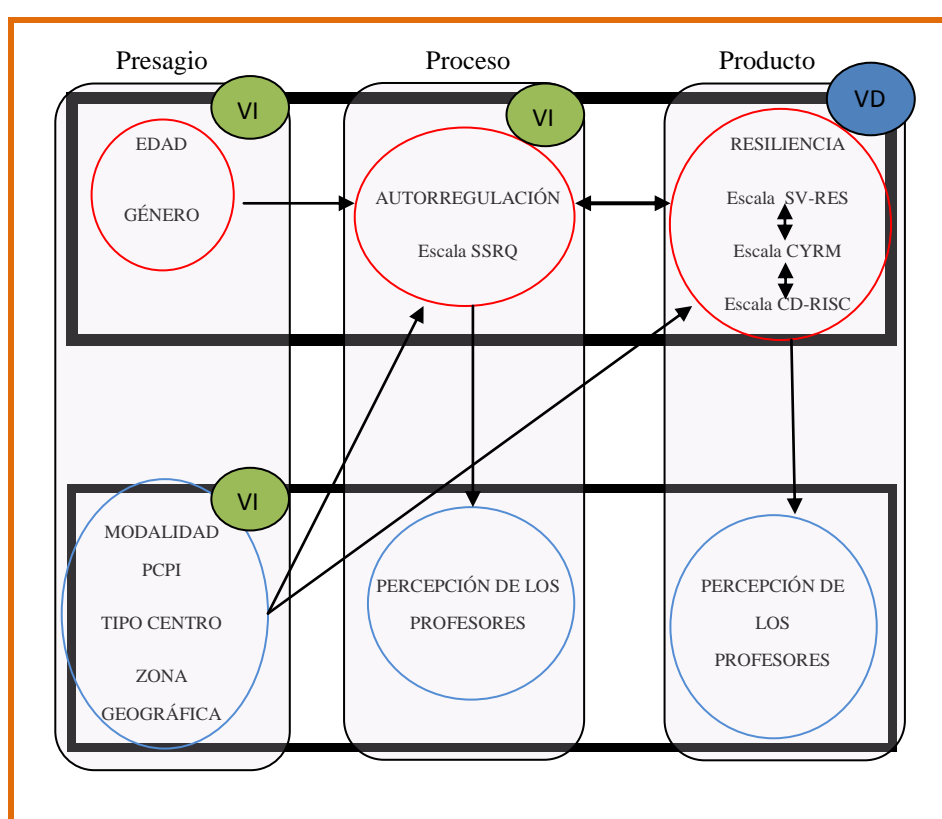 Presagio
Proceso
Producto
VI
VI
VD
EDAD
GÉNERO
AUTORREGULACIÓN
Escala SSRQ
RESILIENCIA
Escala SV-RES
Escala CYRM
Escala CD-RISC
VI
MODALIDAD
PCPI
TIPO CENTRO
ZONA
GEOGRÁFICA
PERCEPCIÓN DE LOS
PROFESORES
PERCEPCIÓN DE
LOS
PROFESORES